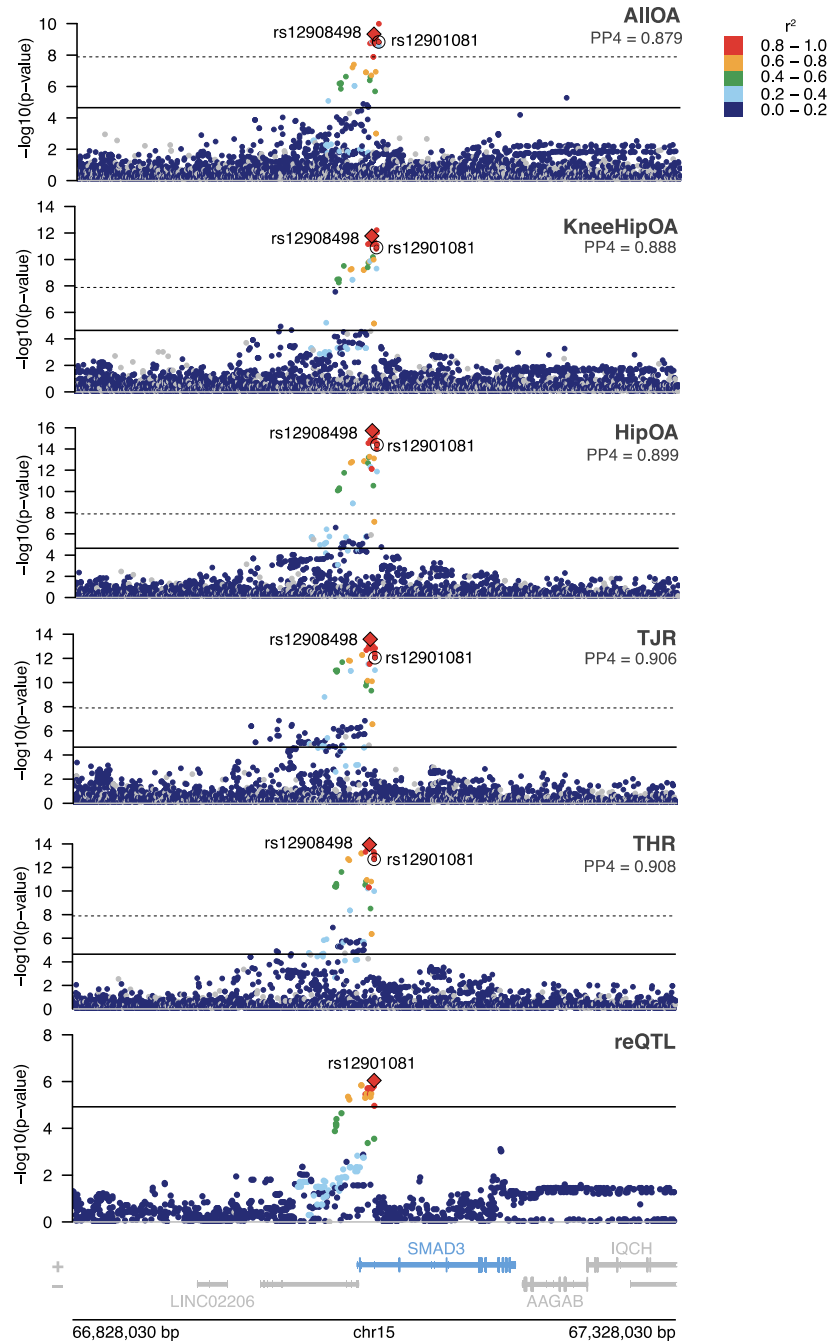 AllOA
PP4 = 0.879
rs12908498
rs12901081
r²
0.8 – 1.0
0.6 – 0.8
0.4 – 0.6
0.2 – 0.4
0.0 – 0.2
−log10(p−value)
10
8
6
4
2
0
KneeHipOA
PP4 = 0.888
rs12908498
rs12901081
−log10(p−value)
14
12
10
8
6
4
2
0
HipOA
PP4 = 0.899
rs12908498
rs12901081
−log10(p−value)
16
14
12
10
8
6
4
2
0
TJR
PP4 = 0.906
rs12908498
rs12901081
−log10(p−value)
14
12
10
8
6
4
2
0
THR
PP4 = 0.908
rs12908498
rs12901081
−log10(p−value)
14
12
10
8
6
4
2
0
reQTL
rs12901081
−log10(p−value)
8
6
4
2
0
SMAD3
IQCH
+
−
LINC02206
AAGAB
66,828,030 bp
chr15
67,328,030 bp